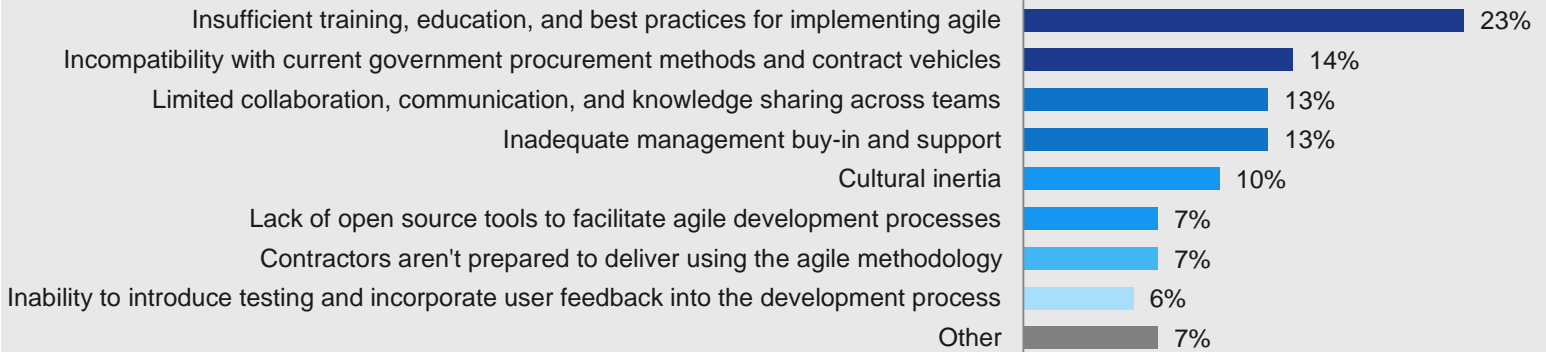 Insufficient training, education, and best practices for implementing agile 23%
Incompatibility with current government procurement methods and contract vehicles 14%
Limited collaboration, communication, and knowledge sharing across teams 13%
Inadequate management buy-in and support 13%
Cultural inertia 10%
Lack of open source tools to facilitate agile development processes 7%
Contractors aren't prepared to deliver using the agile methodology 7%
Inability to introduce testing and incorporate user feedback into the development process 6%
Other 7%